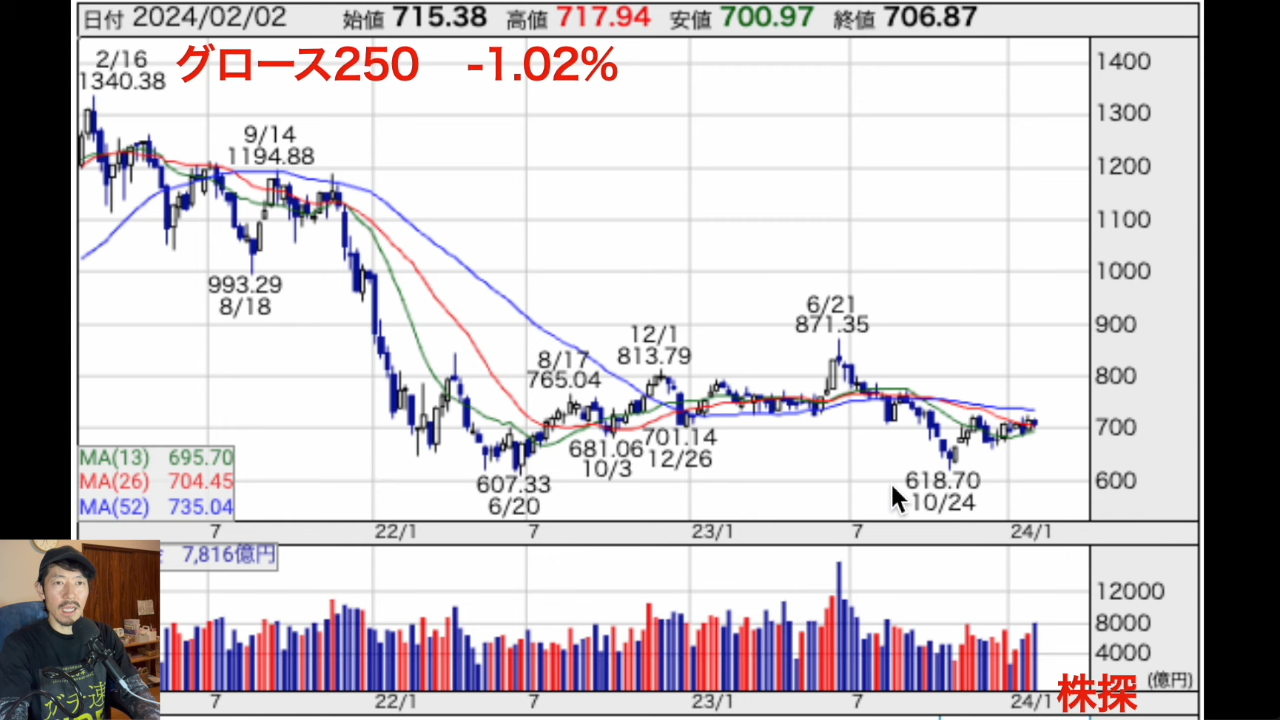 日付 2024/02/02 始値 715.38 高値 717.94 安値 700.97 終値 706.87
グロース250 -1.02%
2/16
1340.38
9/14
1194.88
993.29
8/18
8/17
765.04
12/1
813.79
6/21
871.35
681.06
10/3
701.14
12/26
607.33
6/20
618.70
10/24
1400
1300
1200
1100
1000
900
800
700
600
MA(13) 695.70
MA(26) 704.45
MA(52) 735.04
7 22/1 7 23/1 7 24/1
7,816億円
12000
8000
4000
(億円)
7 22/1 7 23/1 7 24/1
株探
ガラ速